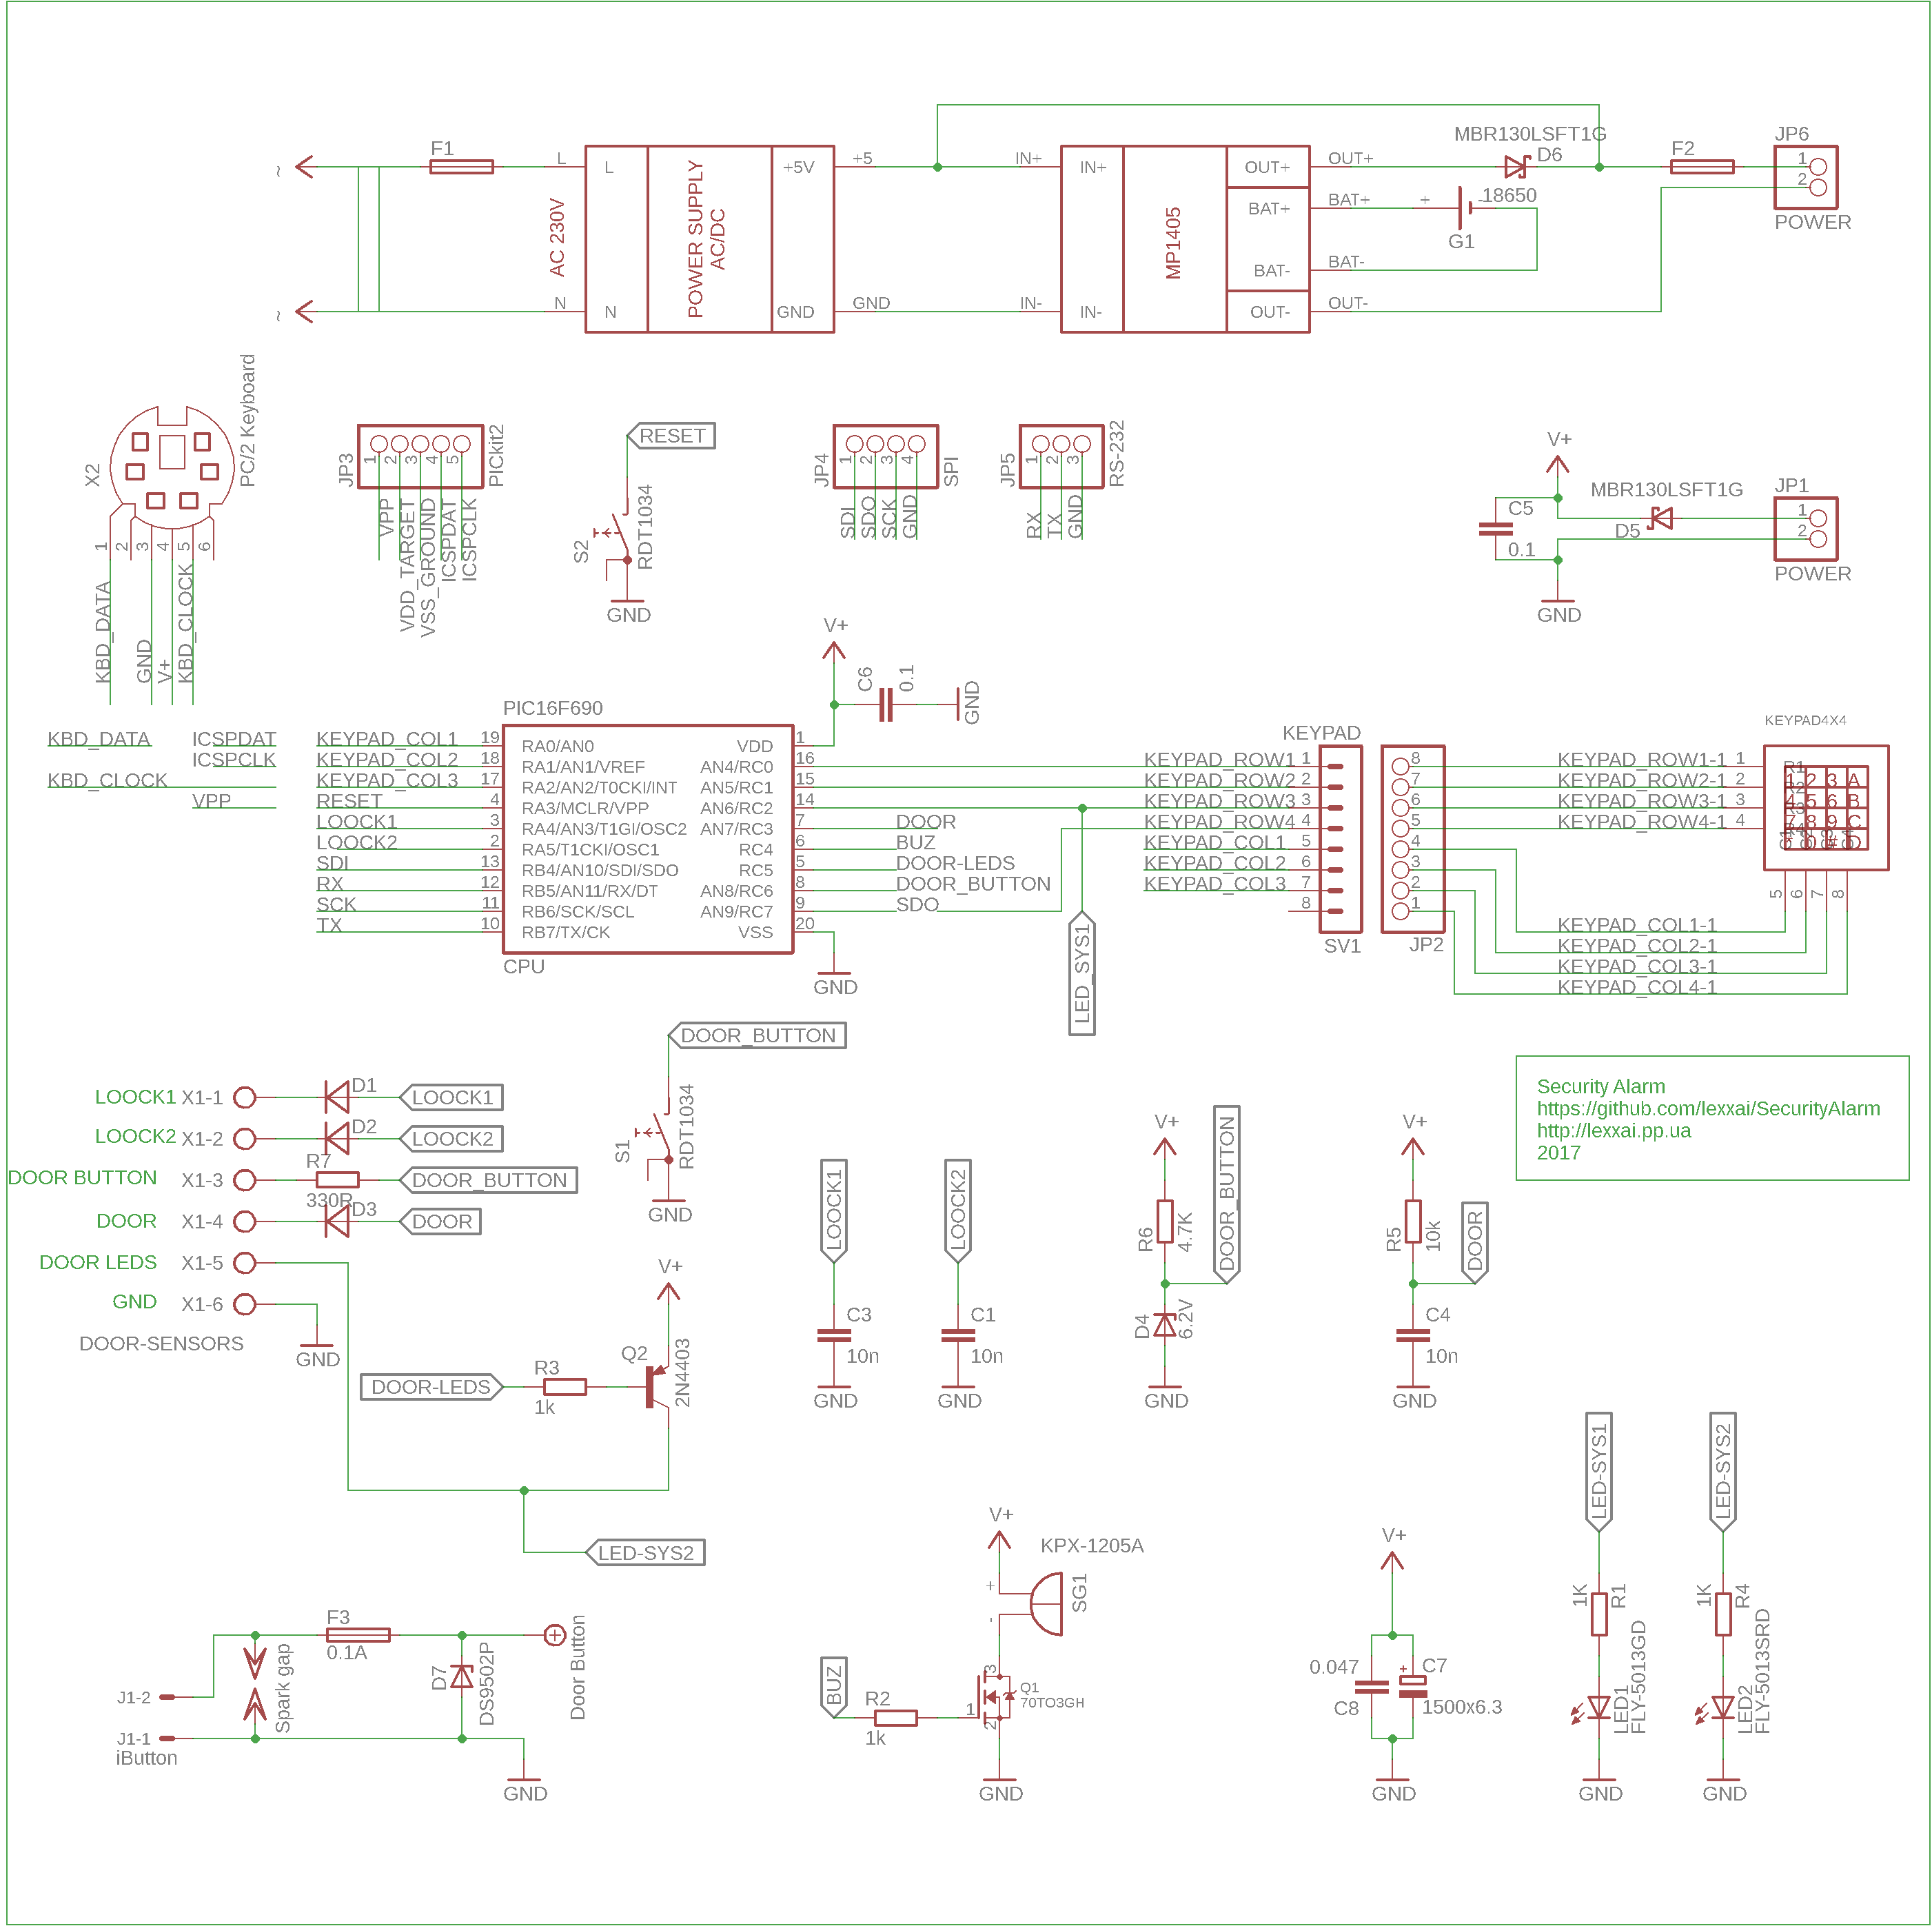 F1
L
L
AC 230V
POWER SUPPLY
AC/DC
+5V
+5
N
N
GND
GND
~
~
IN+
IN+
IN-
IN-
MP1405
OUT+
OUT+
BAT+
BAT+
BAT-
BAT-
OUT-
OUT-
MBR130LSFT1G
D6
+
-
18650
G1
F2
JP6
1
2
POWER
X2
PC/2 Keyboard
1
2
3
4
5
6
KBD_DATA
GND
V+
KBD_CLOCK
JP3
PICkit2
1
2
3
4
5
VPP
VDD_TARGET
VSS_GROUND
ICSPDAT
ICSPCLK
RESET
S2
RDT1034
GND
JP4
SPI
1
2
3
4
SDI
SDO
SCK
GND
JP5
RS-232
1
2
3
RX
TX
GND
V+
C5
0.1
MBR130LSFT1G
D5
JP1
1
2
POWER
GND
V+
C6
0.1
GND
KBD_DATA
ICSPDAT
ICSPCLK
KBD_CLOCK
VPP
PIC16F690
KEYPAD_COL1 19 RA0/AN0
KEYPAD_COL2 18 RA1/AN1/VREF
KEYPAD_COL3 17 RA2/AN2/T0CKI/INT
RESET 4 RA3/MCLR/VPP
LOOCK1 3 RA4/AN3/T1GI/OSC2
LOOCK2 2 RA5/T1CKI/OSC1
SDI 13 RB4/AN10/SDI/SDO
RX 12 RB5/AN11/RX/DT
SCK 11 RB6/SCK/SCL
TX 10 RB7/TX/CK
VDD 1
AN4/RC0 16
AN5/RC1 15
AN6/RC2 14
AN7/RC3 7 DOOR
RC4 6 BUZ
RC5 5 DOOR-LEDS
AN8/RC6 8 DOOR_BUTTON
AN9/RC7 9 SDO
VSS 20
CPU
GND
LED_SYS1
KEYPAD
KEYPAD_ROW1 1
KEYPAD_ROW2 2
KEYPAD_ROW3 3
KEYPAD_ROW4 4
KEYPAD_COL1 5
KEYPAD_COL2 6
KEYPAD_COL3 7
8
SV1
8
7
6
5
4
3
2
1
JP2
KEYPAD_ROW1-1 1
KEYPAD_ROW2-1 2
KEYPAD_ROW3-1 3
KEYPAD_ROW4-1 4
KEYPAD_COL1-1
KEYPAD_COL2-1
KEYPAD_COL3-1
KEYPAD_COL4-1
KEYPAD4X4
R1
1 2 3 A
4 5 6 B
7 8 9 C
D
5
6
7
8
LOOCK1 X1-1
D1
LOOCK1
LOOCK2 X1-2
D2
LOOCK2
DOOR BUTTON X1-3
R7
330R
DOOR_BUTTON
DOOR X1-4
D3
DOOR
DOOR LEDS X1-5
GND X1-6
DOOR-SENSORS
GND
DOOR_BUTTON
S1
RDT1034
GND
V+
Q2
2N4403
DOOR-LEDS
R3
1k
LED-SYS2
LOOCK1
C3
10n
GND
LOOCK2
C1
10n
GND
V+
R6
4.7K
DOOR_BUTTON
D4
6.2V
GND
V+
R5
10k
DOOR
C4
10n
GND
Security Alarm
https://github.com/lexxai/SecurityAlarm
http://lexxai.pp.ua
2017
J1-2
J1-1
iButton
Spark gap
F3
0.1A
D7
DS9502P
Door Button
GND
V+
KPX-1205A
+
-
SG1
BUZ
R2
1k
1
3
2
Q1
70TO3GH
GND
V+
0.047
C8
+
C7
1500x6.3
GND
LED-SYS1
1K
R1
LED1
FLY-5013GD
GND
LED-SYS2
1K
R4
LED2
FLY-5013SRD
GND